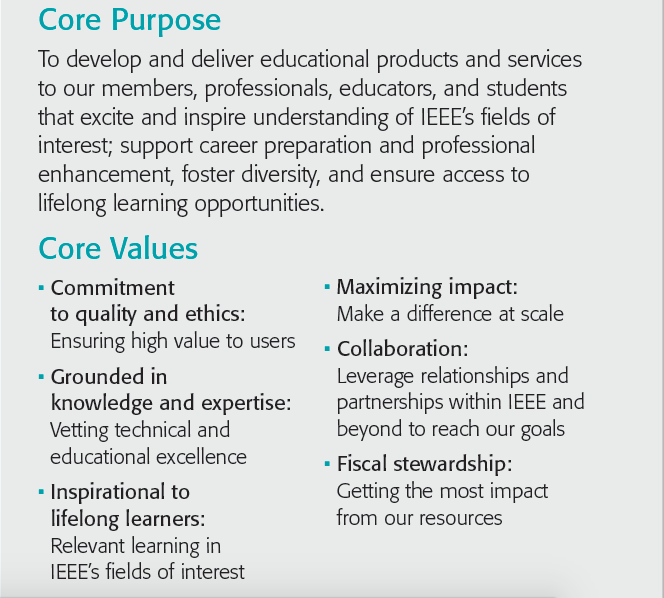 Core Purpose
To develop and deliver educational products and services
to our members, professionals, educators, and students
that excite and inspire understanding of IEEE’s fields of
interest; support career preparation and professional
enhancement, foster diversity, and ensure access to
lifelong learning opportunities.
Core Values
▪ Commitment
to quality and ethics:
Ensuring high value to users
▪ Grounded in
knowledge and expertise:
Vetting technical and
educational excellence
▪ Inspirational to
lifelong learners:
Relevant learning in
IEEE’s fields of interest
▪ Maximizing impact:
Make a difference at scale
▪ Collaboration:
Leverage relationships and
partnerships within IEEE and
beyond to reach our goals
▪ Fiscal stewardship:
Getting the most impact
from our resources